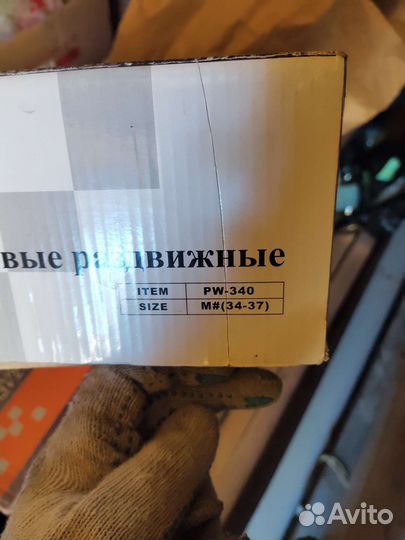 вые раздвижные
ITEM PW-340
SIZE M#(34-37)
Avito